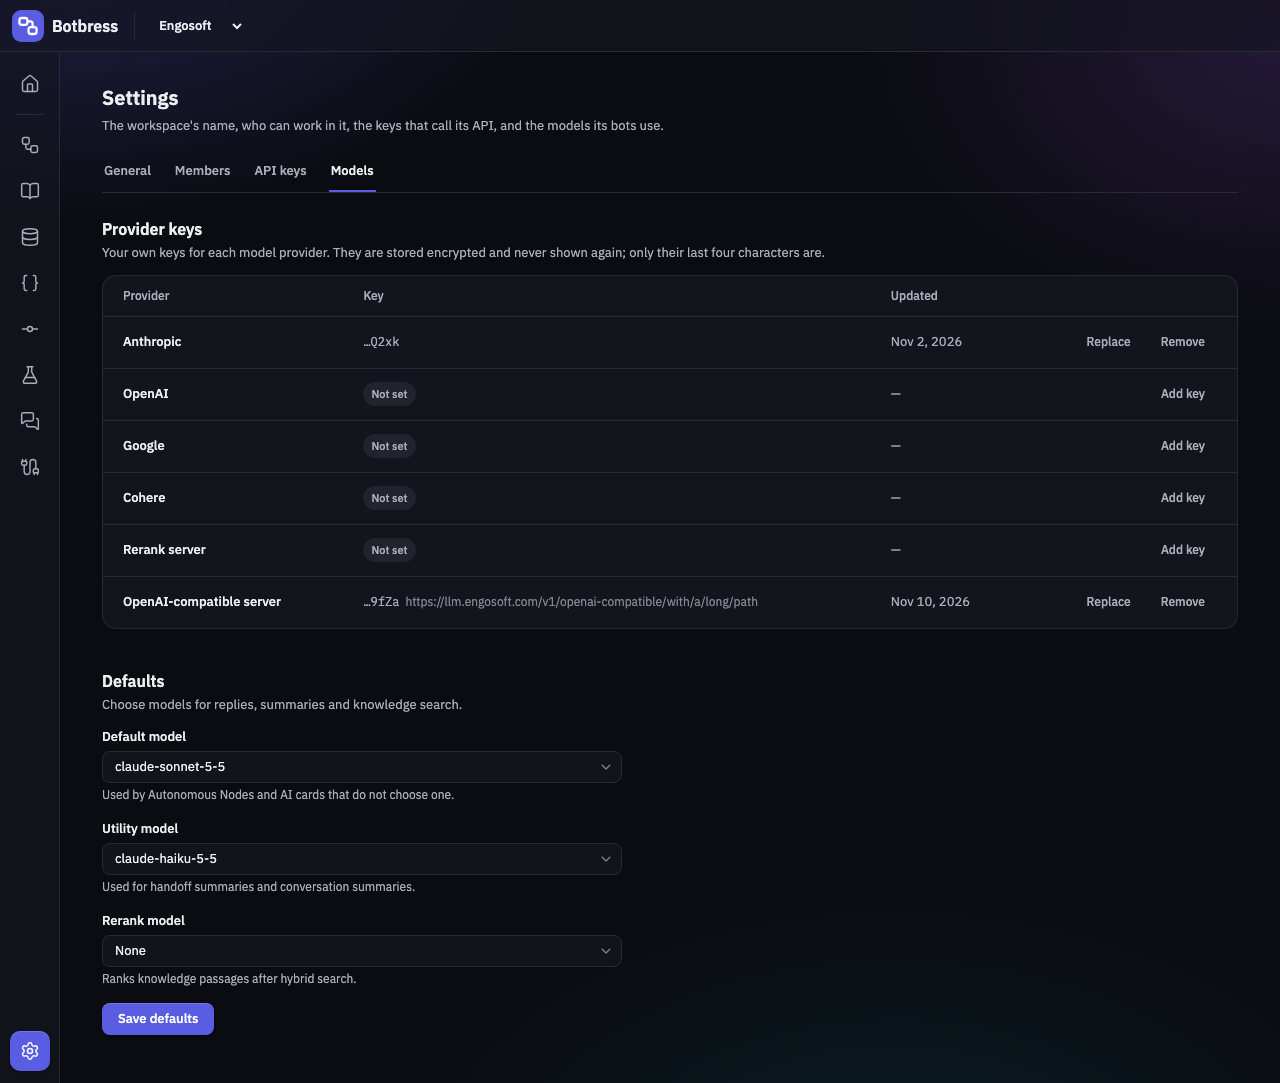 Botbress
Engosoft
Settings
The workspace's name, who can work in it, the keys that call its API, and the models its bots use.
General Members API keys Models
Provider keys
Your own keys for each model provider. They are stored encrypted and never shown again; only their last four characters are.
Provider Key Updated
Anthropic …Q2xk Nov 2, 2026 Replace Remove
OpenAI Not set — Add key
Google Not set — Add key
Cohere Not set — Add key
Rerank server Not set — Add key
OpenAI-compatible server …9fZa https://llm.engosoft.com/v1/openai-compatible/with/a/long/path Nov 10, 2026 Replace Remove
Defaults
Choose models for replies, summaries and knowledge search.
Default model
claude-sonnet-5-5
Used by Autonomous Nodes and AI cards that do not choose one.
Utility model
claude-haiku-5-5
Used for handoff summaries and conversation summaries.
Rerank model
None
Ranks knowledge passages after hybrid search.
Save defaults